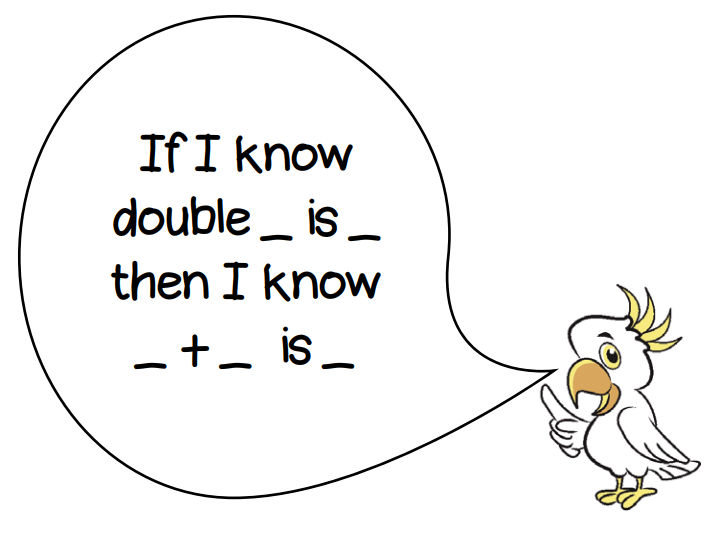 If I know
double _ is _
then I know
_ + _ is _